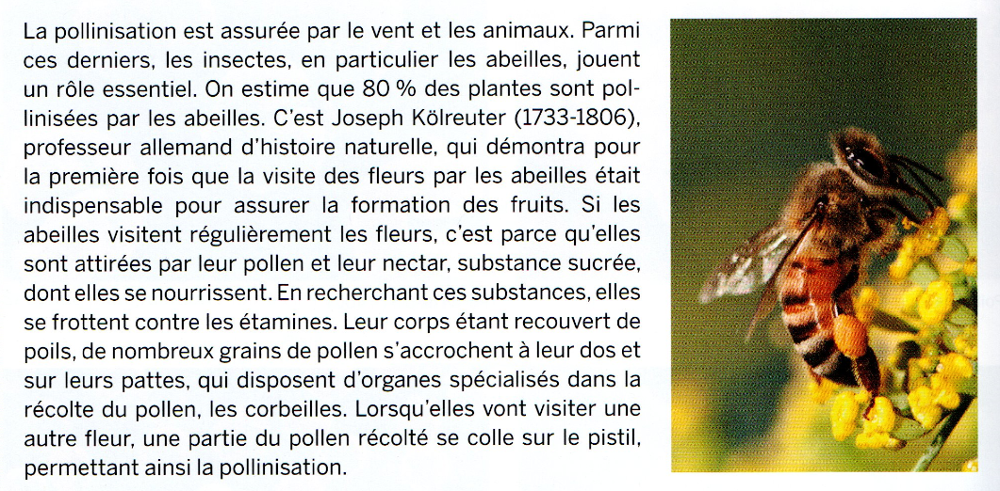 La pollinisation est assurée par le vent et les animaux. Parmi
ces derniers, les insectes, en particulier les abeilles, jouent
un rôle essentiel. On estime que 80 % des plantes sont pol-
linisées par les abeilles. C'est Joseph Kölreuter (1733-1806),
professeur allemand d'histoire naturelle, qui démontra pour
la première fois que la visite des fleurs par les abeilles était
indispensable pour assurer la formation des fruits. Si les
abeilles visitent régulièrement les fleurs, c'est parce qu'elles
sont attirées par leur pollen et leur nectar, substance sucrée,
dont elles se nourrissent. En recherchant ces substances, elles
se frottent contre les étamines. Leur corps étant recouvert de
poils, de nombreux grains de pollen s'accrochent à leur dos et
sur leurs pattes, qui disposent d'organes spécialisés dans la
récolte du pollen, les corbeilles. Lorsqu'elles vont visiter une
autre fleur, une partie du pollen récolté se colle sur le pistil,
permettant ainsi la pollinisation.